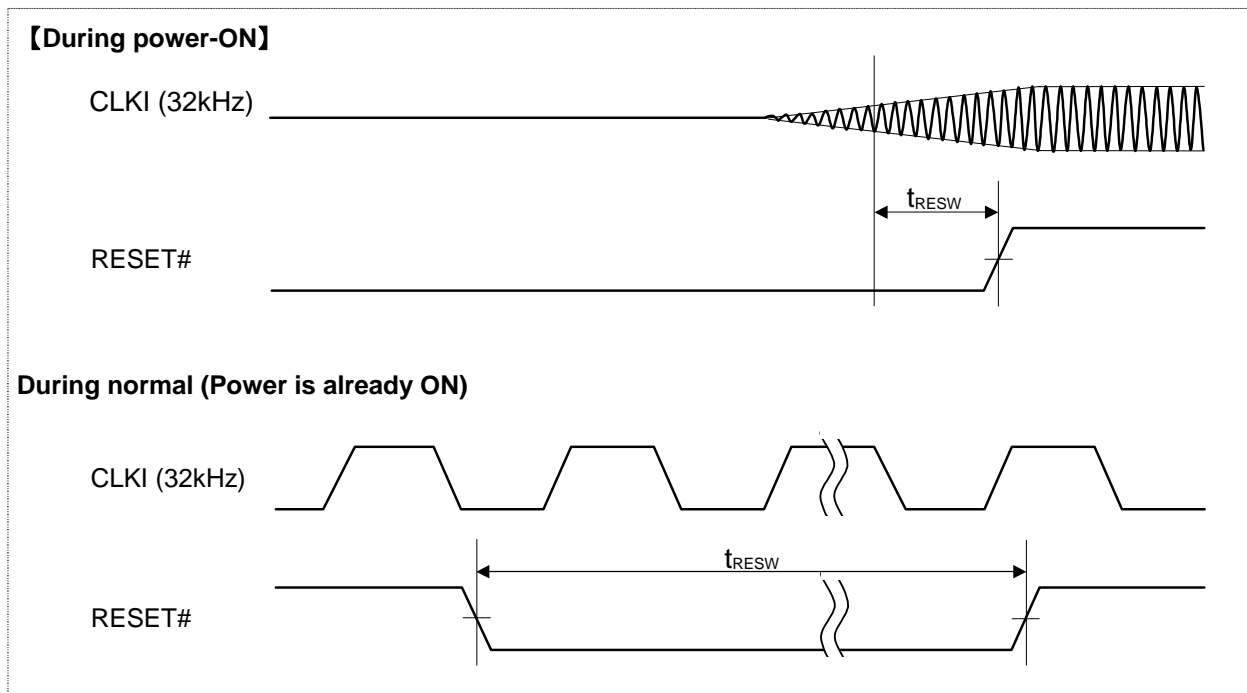 【During power-ON】
CLKI (32kHz)
tRESW
RESET#
During normal (Power is already ON)
CLKI (32kHz)
tRESW
RESET#